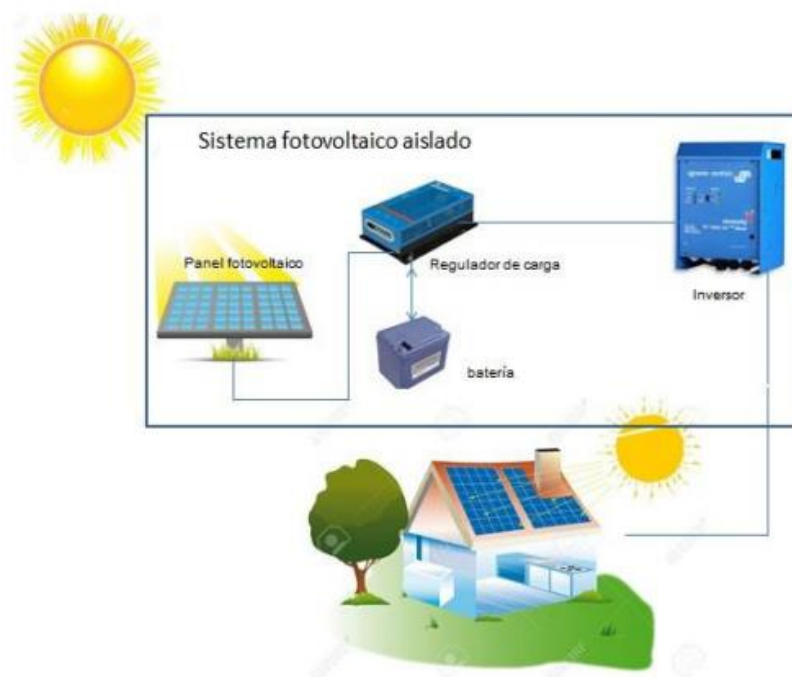 Sistema fotovoltaico aislado
Panel fotovoltaico
Regulador de carga
Inversor
batería